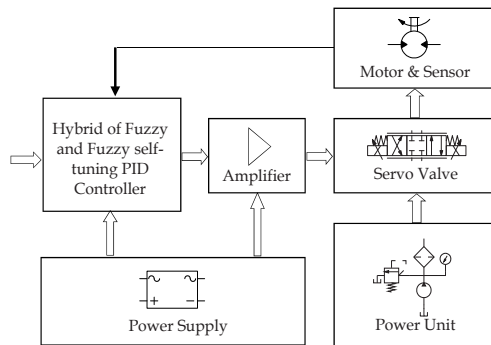 Motor & Sensor
Hybrid of Fuzzy
and Fuzzy self-
tuning PID
Controller
Amplifier
Servo Valve
Power Supply
Power Unit